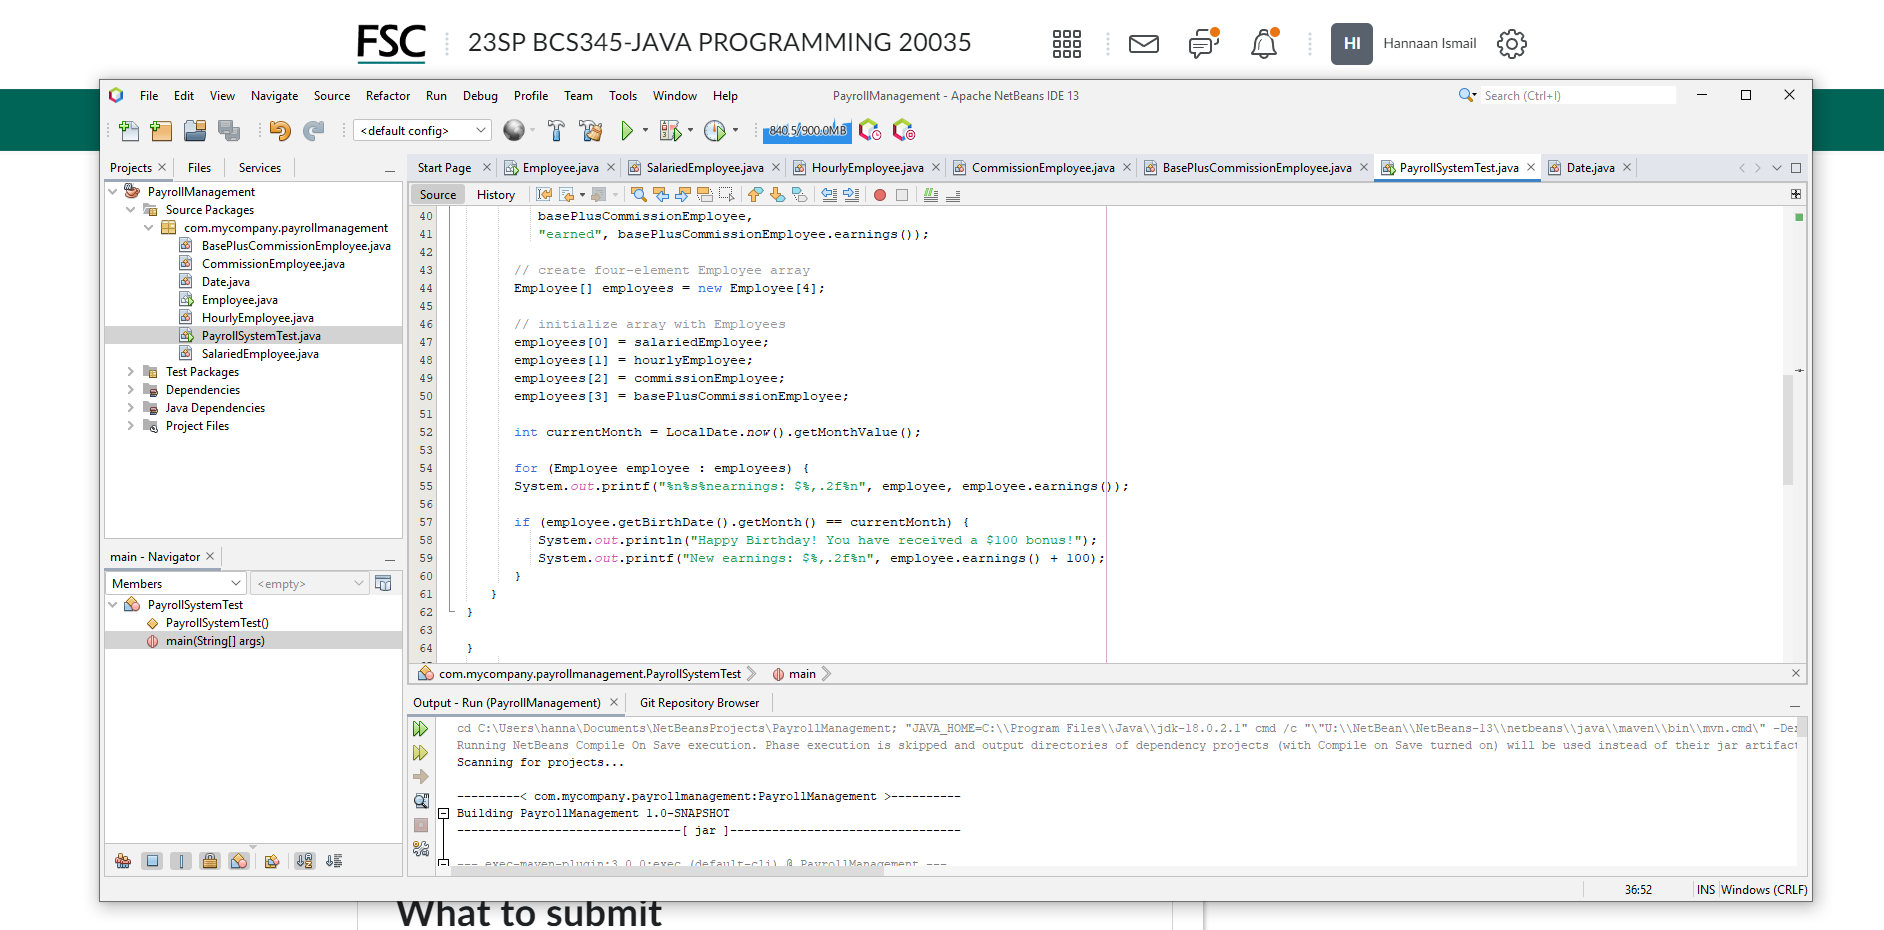 FSC
23SP BCS345-JAVA PROGRAMMING 20035
HI
Hannaan Ismail
File Edit View Navigate Source Refactor Run Debug Profile Team Tools Window Help
PayrollManagement - Apache NetBeans IDE 13
Search (Ctrl+I)
<default config>
840.5/900.0MB
Projects Files Services
Start Page Employee.java SalariedEmployee.java HourlyEmployee.java CommissionEmployee.java BasePlusCommissionEmployee.java PayrollSystemTest.java Date.java
Source History
PayrollManagement
Source Packages
com.mycompany.payrollmanagement
BasePlusCommissionEmployee.java
CommissionEmployee.java
Date.java
Employee.java
HourlyEmployee.java
PayrollSystemTest.java
SalariedEmployee.java
Test Packages
Dependencies
Java Dependencies
Project Files
main - Navigator
Members
<empty>
PayrollSystemTest
PayrollSystemTest()
main(String[] args)
40 basePlusCommissionEmployee,
41 "earned", basePlusCommissionEmployee.earnings());
42
43 // create four-element Employee array
44 Employee[] employees = new Employee[4];
45
46 // initialize array with Employees
47 employees[0] = salariedEmployee;
48 employees[1] = hourlyEmployee;
49 employees[2] = commissionEmployee;
50 employees[3] = basePlusCommissionEmployee;
51
52 int currentMonth = LocalDate.now().getMonthValue();
53
54 for (Employee employee : employees) {
55 System.out.printf("%n%s%nearnings: $%,.2f%n", employee, employee.earnings());
56
57 if (employee.getBirthDate().getMonth() == currentMonth) {
58 System.out.println("Happy Birthday! You have received a $100 bonus!");
59 System.out.printf("New earnings: $%,.2f%n", employee.earnings() + 100);
60 }
61 }
62 }
63
64 }
com.mycompany.payrollmanagement.PayrollSystemTest main
Output - Run (PayrollManagement) Git Repository Browser
cd C:\Users\hanna\Documents\NetBeansProjects\PayrollManagement; "JAVA_HOME=C:\\Program Files\\Java\\jdk-18.0.2.1" cmd /c "\"U:\\NetBean\\NetBeans-13\\netbeans\\java\\maven\\bin\\mvn.cmd\" -De
Running NetBeans Compile On Save execution. Phase execution is skipped and output directories of dependency projects (with Compile on Save turned on) will be used instead of their jar artifact
Scanning for projects...
---------< com.mycompany.payrollmanagement:PayrollManagement >----------
Building PayrollManagement 1.0-SNAPSHOT
--------------------------------[ jar ]---------------------------------
--- exec-maven-plugin:3.0.0:exec (default-cli) @ PayrollManagement ---
36:52 INS Windows (CRLF)
What to submit